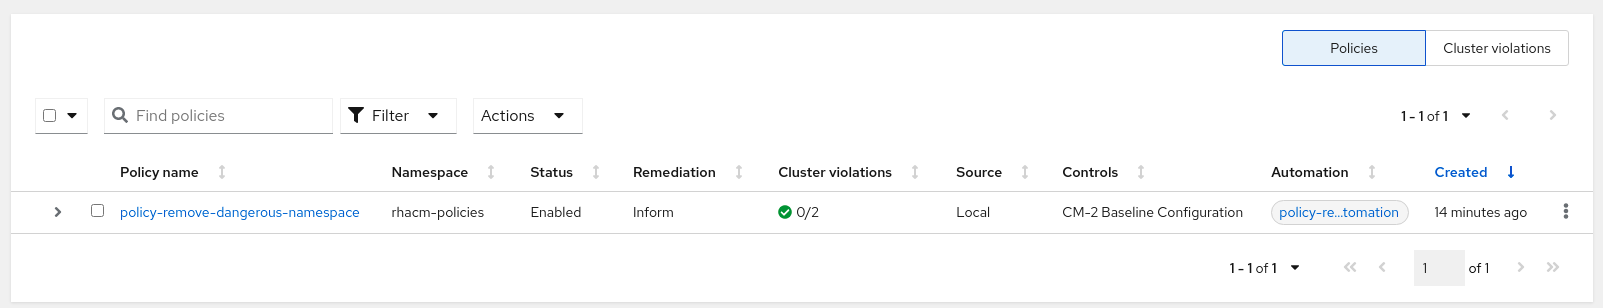 Policies Cluster violations
Find policies Filter Actions 1 - 1 of 1
Policy name Namespace Status Remediation Cluster violations Source Controls Automation Created
policy-remove-dangerous-namespace rhacm-policies Enabled Inform 0/2 Local CM-2 Baseline Configuration policy-re...tomation 14 minutes ago
1 - 1 of 1 1 of 1